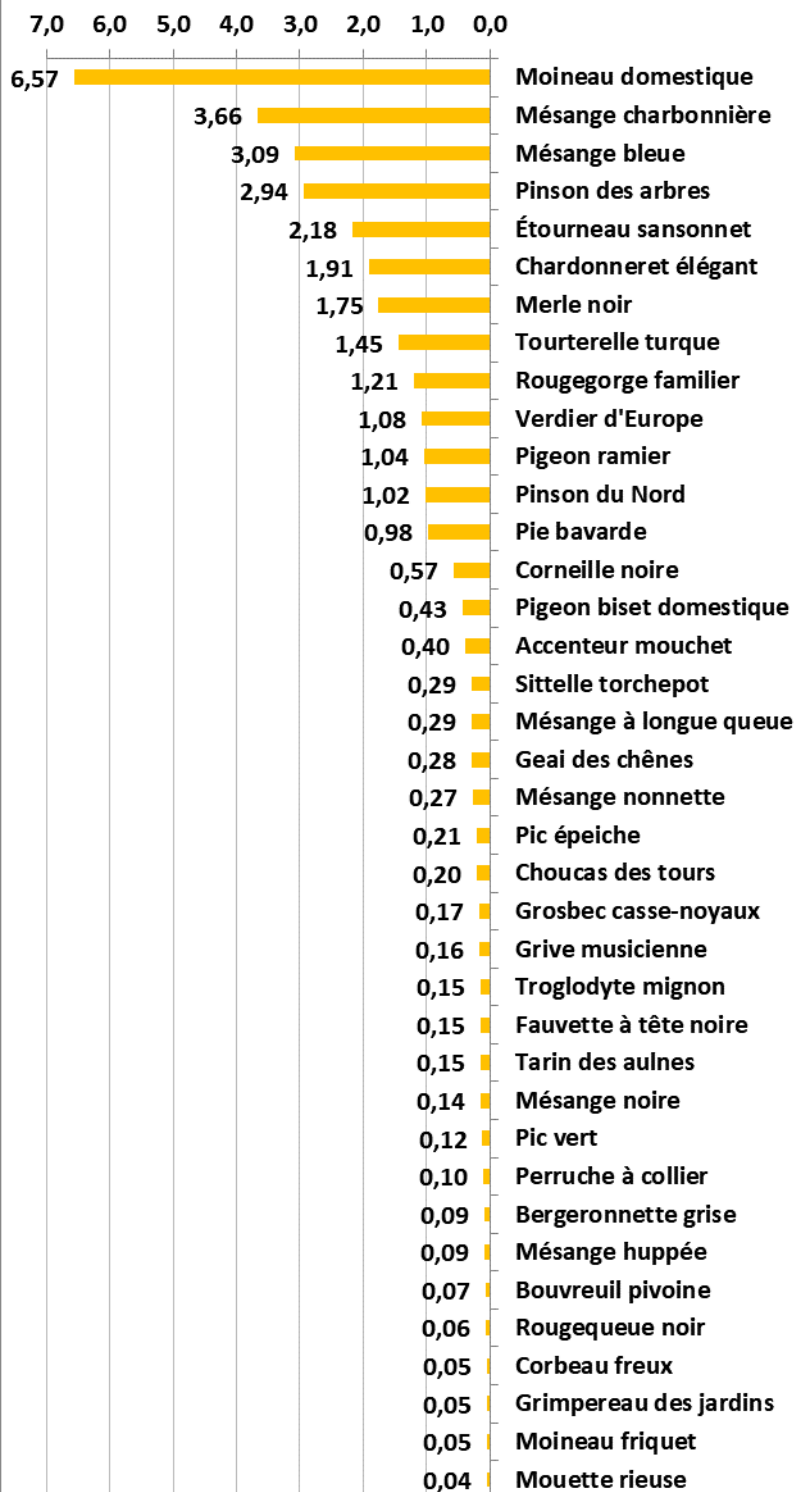 7,0 6,0 5,0 4,0 3,0 2,0 1,0 0,0
6,57 Moineau domestique
3,66 Mésange charbonnière
3,09 Mésange bleue
2,94 Pinson des arbres
2,18 Étourneau sansonnet
1,91 Chardonneret élégant
1,75 Merle noir
1,45 Tourterelle turque
1,21 Rougegorge familier
1,08 Verdier d'Europe
1,04 Pigeon ramier
1,02 Pinson du Nord
0,98 Pie bavarde
0,57 Corneille noire
0,43 Pigeon biset domestique
0,40 Accenteur mouchet
0,29 Sittelle torchepot
0,29 Mésange à longue queue
0,28 Geai des chênes
0,27 Mésange nonnette
0,21 Pic épeiche
0,20 Choucas des tours
0,17 Grosbec casse-noyaux
0,16 Grive musicienne
0,15 Troglodyte mignon
0,15 Fauvette à tête noire
0,15 Tarin des aulnes
0,14 Mésange noire
0,12 Pic vert
0,10 Perruche à collier
0,09 Bergeronnette grise
0,09 Mésange huppée
0,07 Bouvreuil pivoine
0,06 Rougequeue noir
0,05 Corbeau freux
0,05 Grimpereau des jardins
0,05 Moineau friquet
0,04 Mouette rieuse